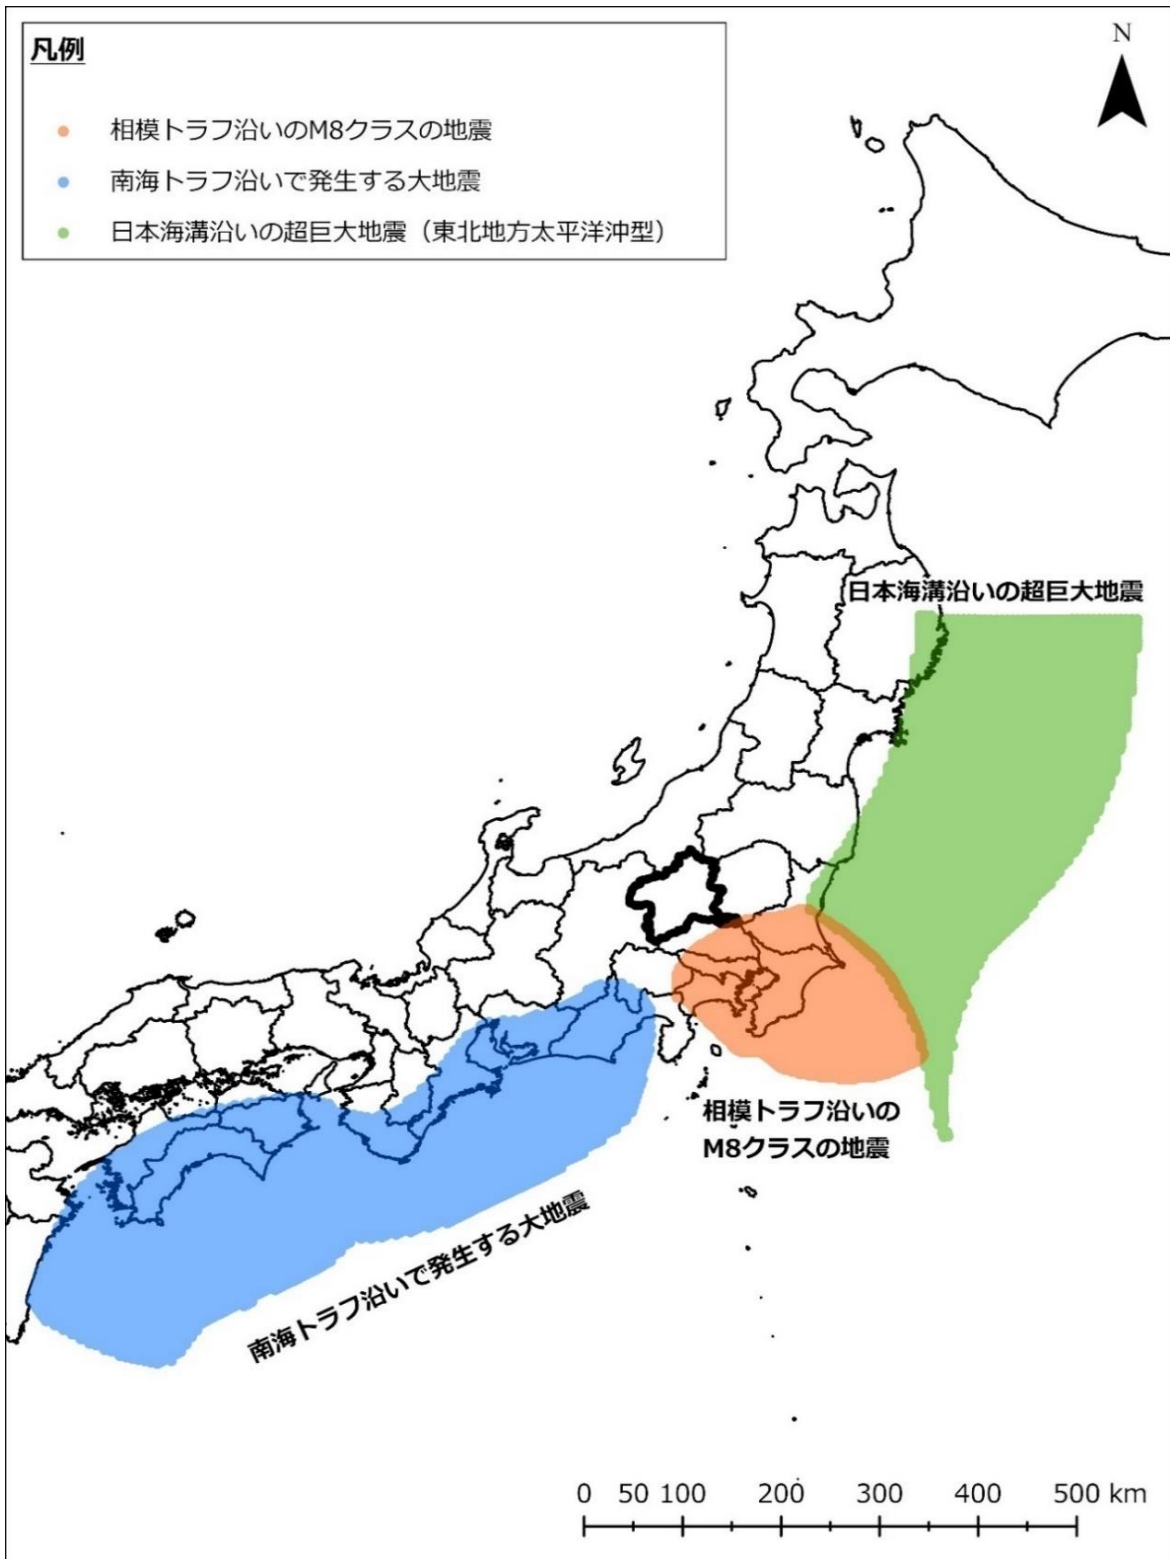 凡例
相模トラフ沿いのM8クラスの地震
南海トラフ沿いで発生する大地震
日本海溝沿いの超巨大地震（東北地方太平洋沖型）
N
日本海溝沿いの超巨大地震
相模トラフ沿いの
M8クラスの地震
南海トラフ沿いで発生する大地震
0 50 100 200 300 400 500 km